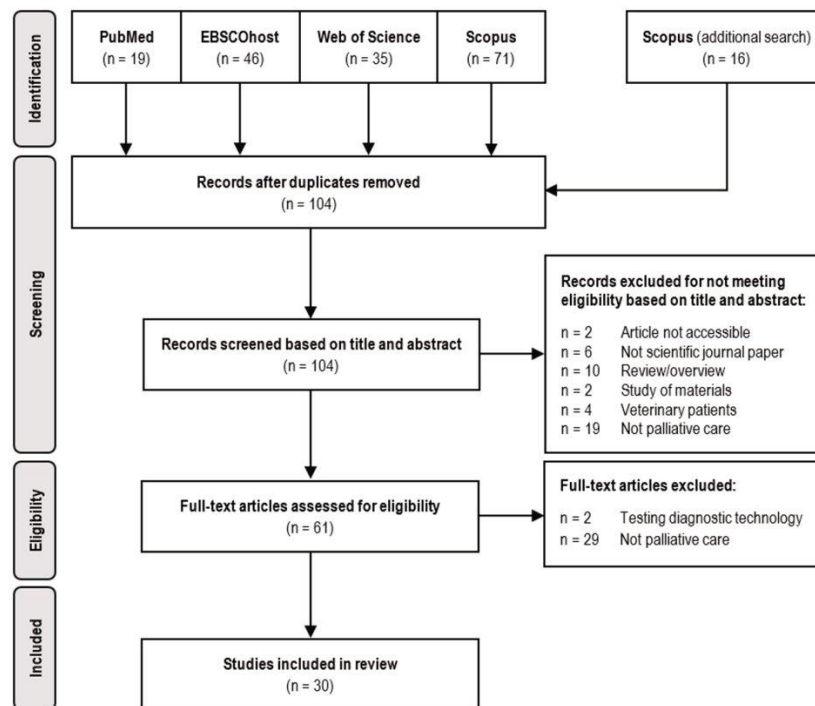 Identification
PubMed
(n = 19)
EBSCOhost
(n = 46)
Web of Science
(n = 35)
Scopus
(n = 71)
Scopus (additional search)
(n = 16)
Screening
Records after duplicates removed
(n = 104)
Records screened based on title and abstract
(n = 104)
Records excluded for not meeting
eligibility based on title and abstract:
n = 2 Article not accessible
n = 6 Not scientific journal paper
n = 10 Review/overview
n = 2 Study of materials
n = 4 Veterinary patients
n = 19 Not palliative care
Eligibility
Full-text articles assessed for eligibility
(n = 61)
Full-text articles excluded:
n = 2 Testing diagnostic technology
n = 29 Not palliative care
Included
Studies included in review
(n = 30)